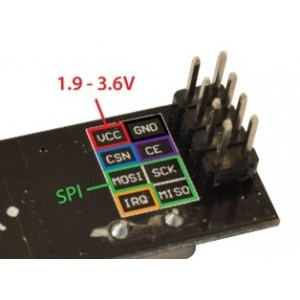 1.9 - 3.6V
VCC GND
CSN CE
SPI MOSI SCK
IRQ MISO